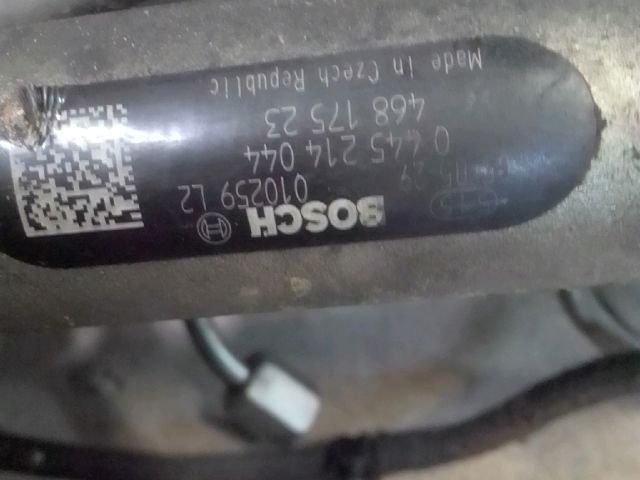 BOSCH
010259 L2
0 445 214 044
468 175 23
Made in Czech Republic